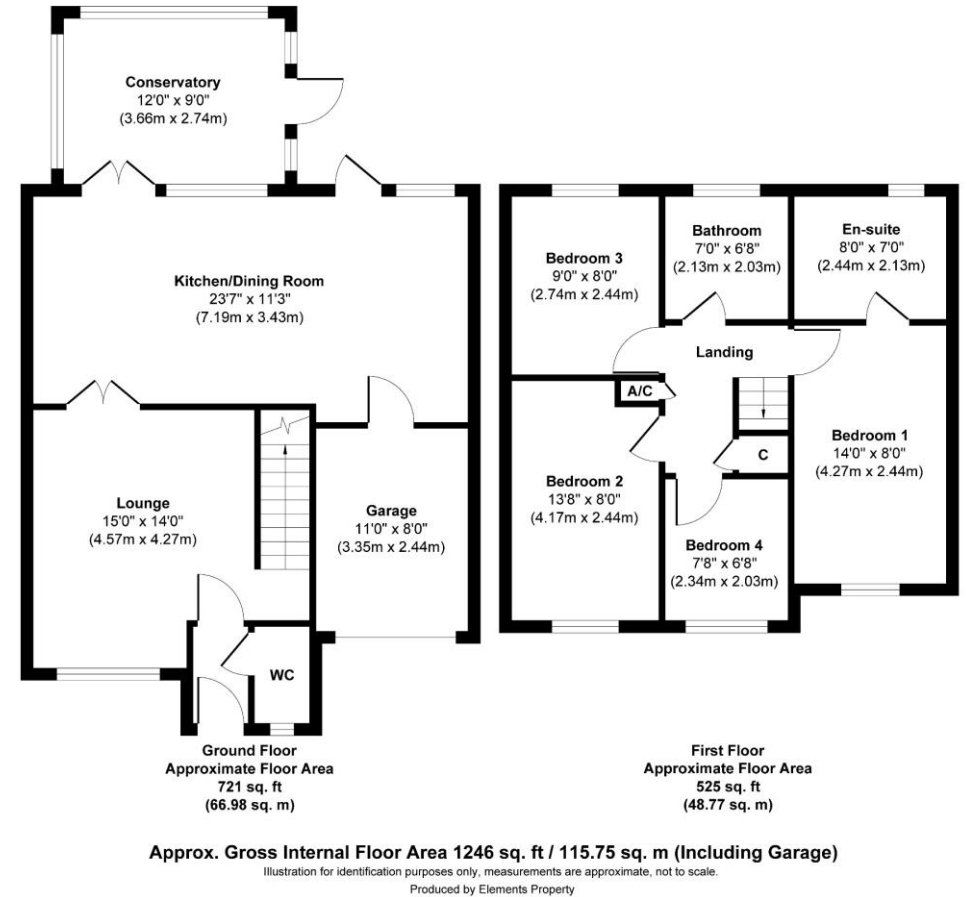 Conservatory
12'0" x 9'0"
(3.66m x 2.74m)
Kitchen/Dining Room
23'7" x 11'3"
(7.19m x 3.43m)
Lounge
15'0" x 14'0"
(4.57m x 4.27m)
Garage
11'0" x 8'0"
(3.35m x 2.44m)
WC
Ground Floor
Approximate Floor Area
721 sq. ft
(66.98 sq. m)
Bedroom 3
9'0" x 8'0"
(2.74m x 2.44m)
Bathroom
7'0" x 6'8"
(2.13m x 2.03m)
En-suite
8'0" x 7'0"
(2.44m x 2.13m)
Landing
A/C
C
Bedroom 1
14'0" x 8'0"
(4.27m x 2.44m)
Bedroom 2
13'8" x 8'0"
(4.17m x 2.44m)
Bedroom 4
7'8" x 6'8"
(2.34m x 2.03m)
First Floor
Approximate Floor Area
525 sq. ft
(48.77 sq. m)
Approx. Gross Internal Floor Area 1246 sq. ft / 115.75 sq. m (Including Garage)
Illustration for identification purposes only, measurements are approximate, not to scale.
Produced by Elements Property